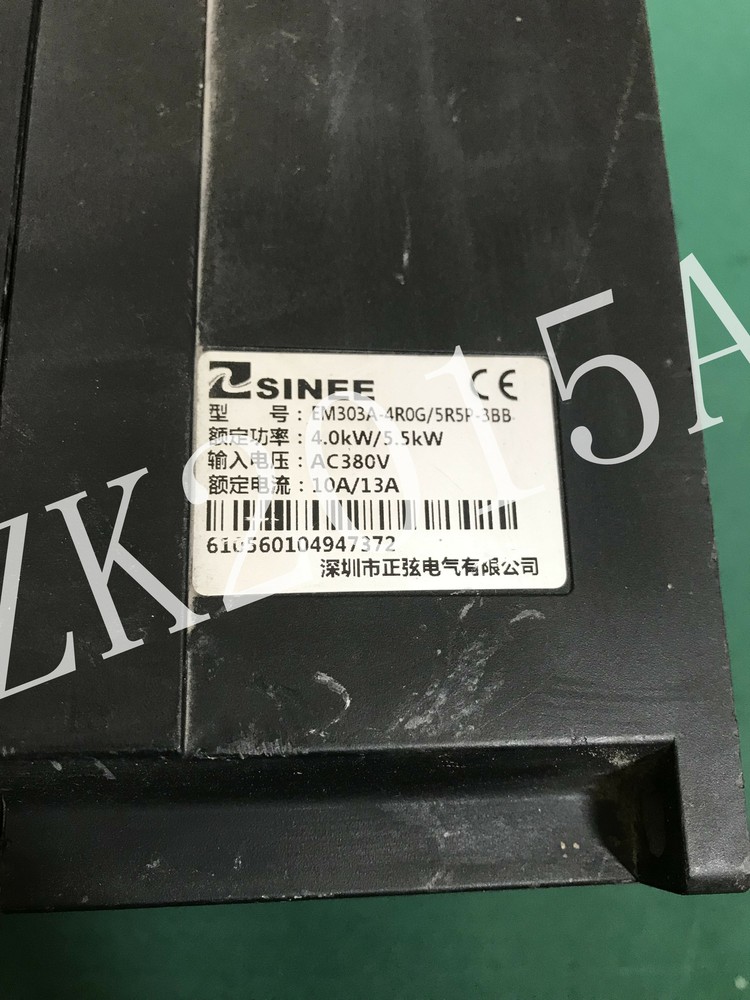 SINEE CE
型 号：EM303A-4R0G/5R5P-3BB
额定功率：4.0kW/5.5kW
输入电压：AC380V
额定电流：10A/13A
610560104947372
深圳市正弦电气有限公司
ZK2015A